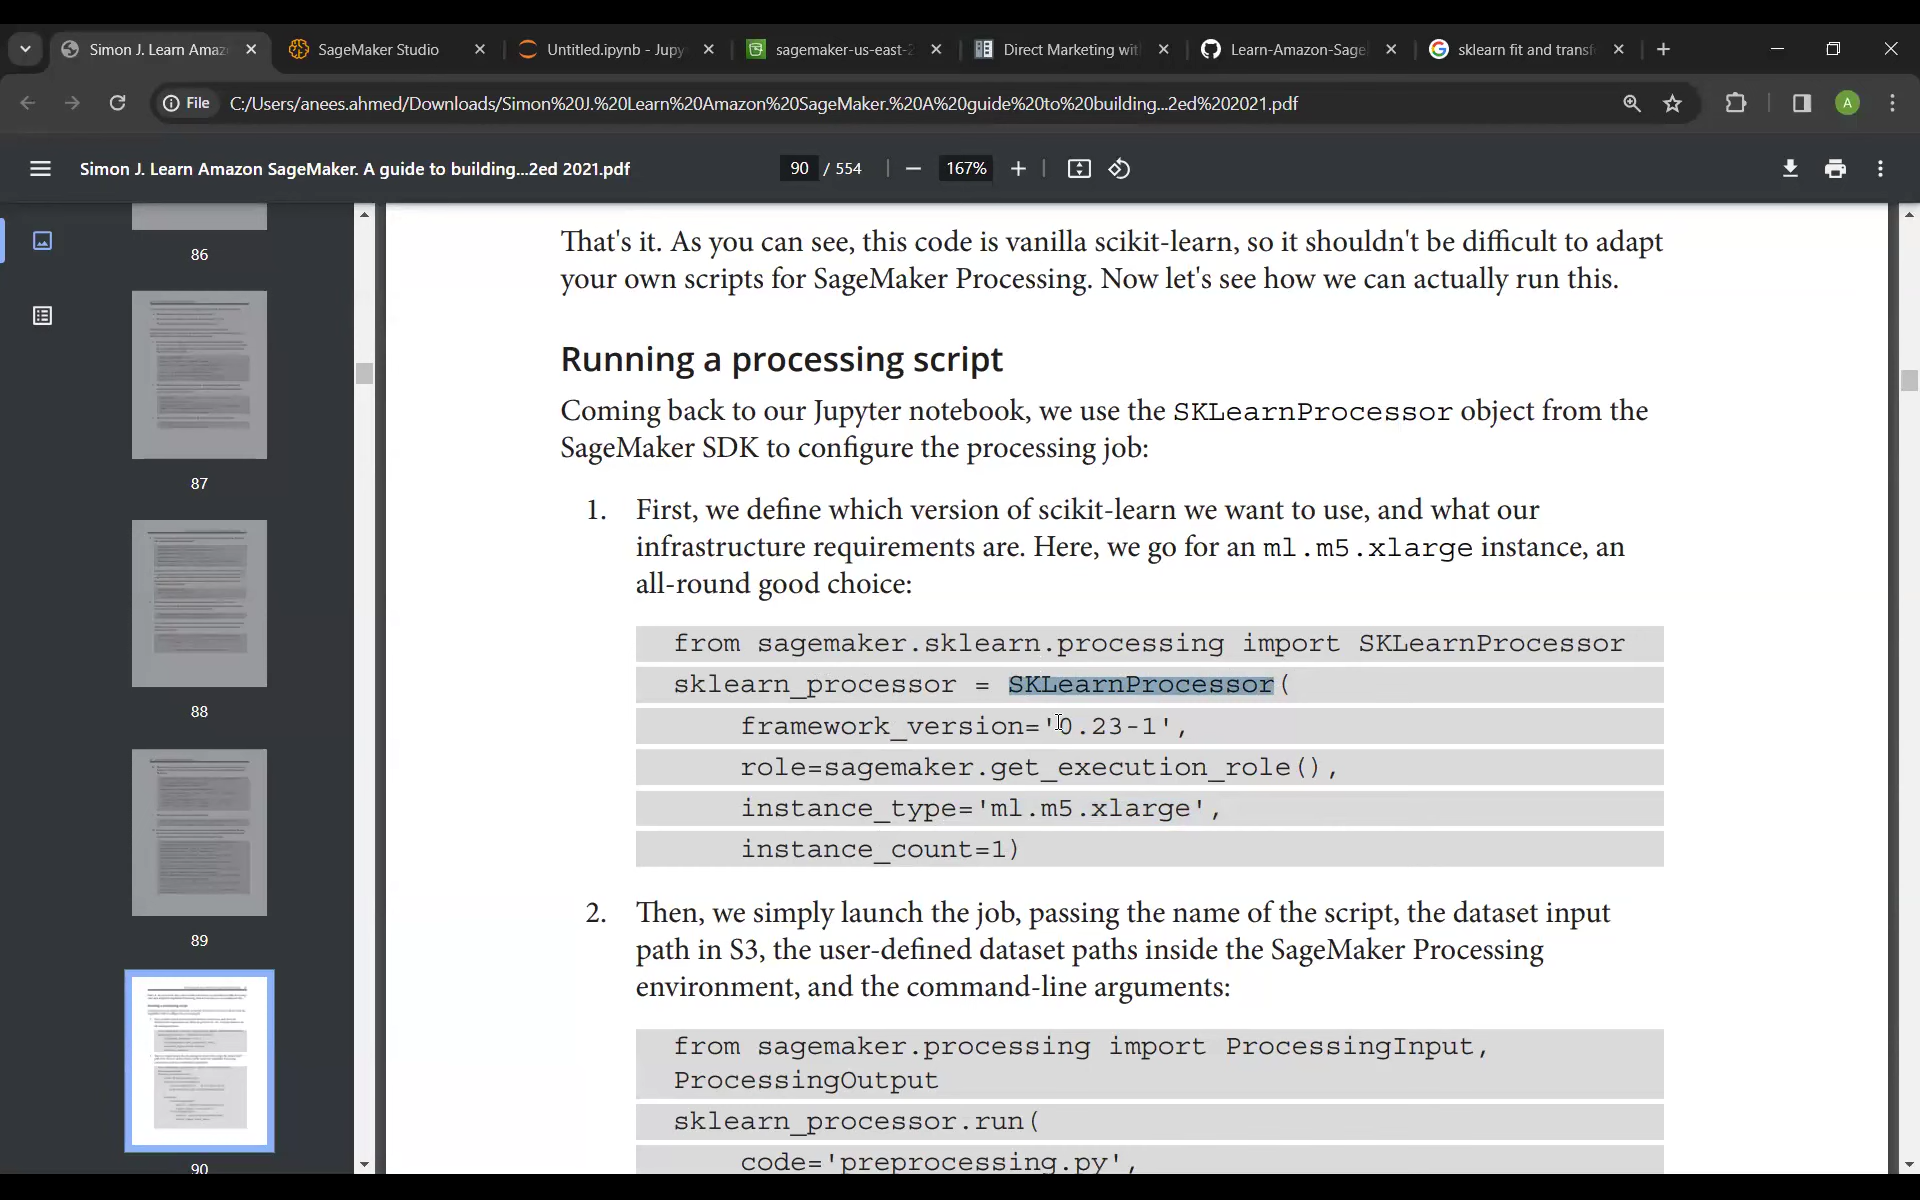 Simon J. Learn Amaz
SageMaker Studio
Untitled.ipynb - Jupy
sagemaker-us-east-2
Direct Marketing wit
Learn-Amazon-Sage
sklearn fit and transf
File
C:/Users/anees.ahmed/Downloads/Simon%20J.%20Learn%20Amazon%20SageMaker.%20A%20guide%20to%20building...2ed%202021.pdf
A
Simon J. Learn Amazon SageMaker. A guide to building...2ed 2021.pdf
90 / 554
167%
86
87
88
89
90
That's it. As you can see, this code is vanilla scikit-learn, so it shouldn't be difficult to adapt
your own scripts for SageMaker Processing. Now let's see how we can actually run this.
Running a processing script
Coming back to our Jupyter notebook, we use the SKLearnProcessor object from the
SageMaker SDK to configure the processing job:
1. First, we define which version of scikit-learn we want to use, and what our
infrastructure requirements are. Here, we go for an ml.m5.xlarge instance, an
all-round good choice:
from sagemaker.sklearn.processing import SKLearnProcessor
sklearn_processor = SKLearnProcessor(
framework_version='0.23-1',
role=sagemaker.get_execution_role(),
instance_type='ml.m5.xlarge',
instance_count=1)
2. Then, we simply launch the job, passing the name of the script, the dataset input
path in S3, the user-defined dataset paths inside the SageMaker Processing
environment, and the command-line arguments:
from sagemaker.processing import ProcessingInput,
ProcessingOutput
sklearn_processor.run(
code='preprocessing.py',